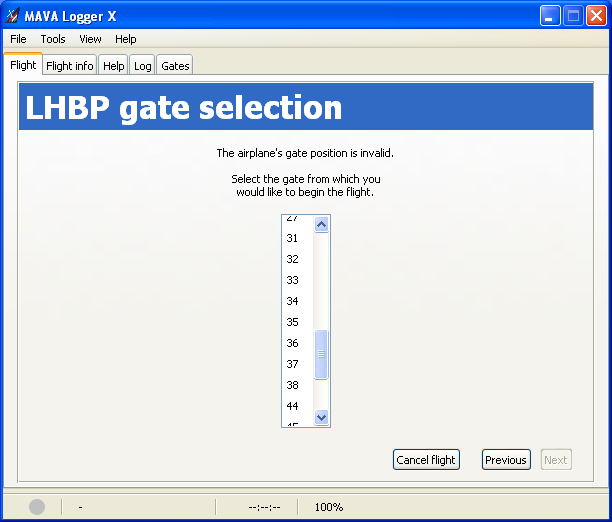 MAVA Logger X
File Tools View Help
Flight Flight info Help Log Gates
LHBP gate selection
The airplane's gate position is invalid.
Select the gate from which you
would like to begin the flight.
27
31
32
33
34
35
36
37
38
44
45
Cancel flight Previous Next
- --:--:-- 100%